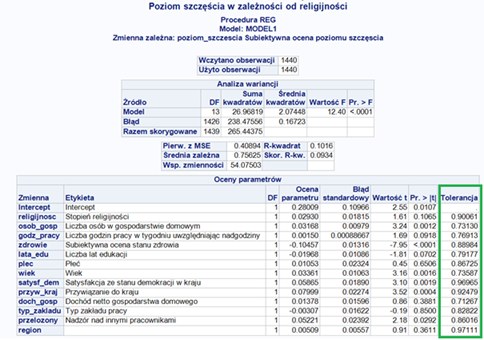 Poziom szczęścia w zależności od religijności
Procedura REG
Model: MODEL1
Zmienna zależna: poziom_szczescia Subiektywna ocena poziomu szczęścia
Wczytano obserwacji 1440
Użyto obserwacji 1440
Analiza wariancji
Źródło DF Suma kwadratów Średnia kwadratów Wartość F Pr. > F
Model 13 26.96819 2.07448 12.40 <.0001
Błąd 1426 238.47556 0.16723
Razem skorygowane 1439 265.44375
Pierw. z MSE 0.40894 R-kwadrat 0.1016
Średnia zależna 0.75625 Skor. R-kw. 0.0934
Wsp. zmienności 54.07503
Oceny parametrów
Zmienna Etykieta DF Ocena parametru Błąd standardowy Wartość t Pr. > |t| Tolerancja
Intercept Intercept 1 0.28009 0.10966 2.55 0.0107 .
religijnosc Stopień religijności 1 0.02930 0.01815 1.61 0.1065 0.90061
osob_gosp Liczba osób w gospodarstwie domowym 1 0.03168 0.00979 3.24 0.0012 0.73130
godz_pracy Liczba godzin pracy w tygodniu uwzględniając nadgodziny 1 0.00150 0.00088667 1.69 0.0918 0.76913
zdrowie Subiektywna ocena stanu zdrowia 1 -0.10457 0.01316 -7.95 <.0001 0.88984
lata_edu Liczba lat edukacji 1 -0.01968 0.01086 -1.81 0.0702 0.79177
plec Płeć 1 0.01053 0.02324 0.45 0.6506 0.86725
wiek Wiek 1 0.03361 0.01063 3.16 0.0016 0.73587
satysf_dem Satysfakcja ze stanu demokracji w kraju 1 0.05865 0.01890 3.10 0.0019 0.96965
przyw_kraj Przywiązanie do kraju 1 0.07999 0.02274 3.52 0.0004 0.92479
doch_gosp Dochód netto gospodarstwa domowego 1 0.01378 0.01596 0.86 0.3881 0.71267
typ_zakladu Typ zakładu pracy 1 -0.00307 0.01622 -0.19 0.8500 0.82822
przelozony Nadzór nad innymi pracownikami 1 0.05221 0.02392 2.18 0.0292 0.86016
region 1 0.00509 0.00557 0.91 0.3611 0.97111